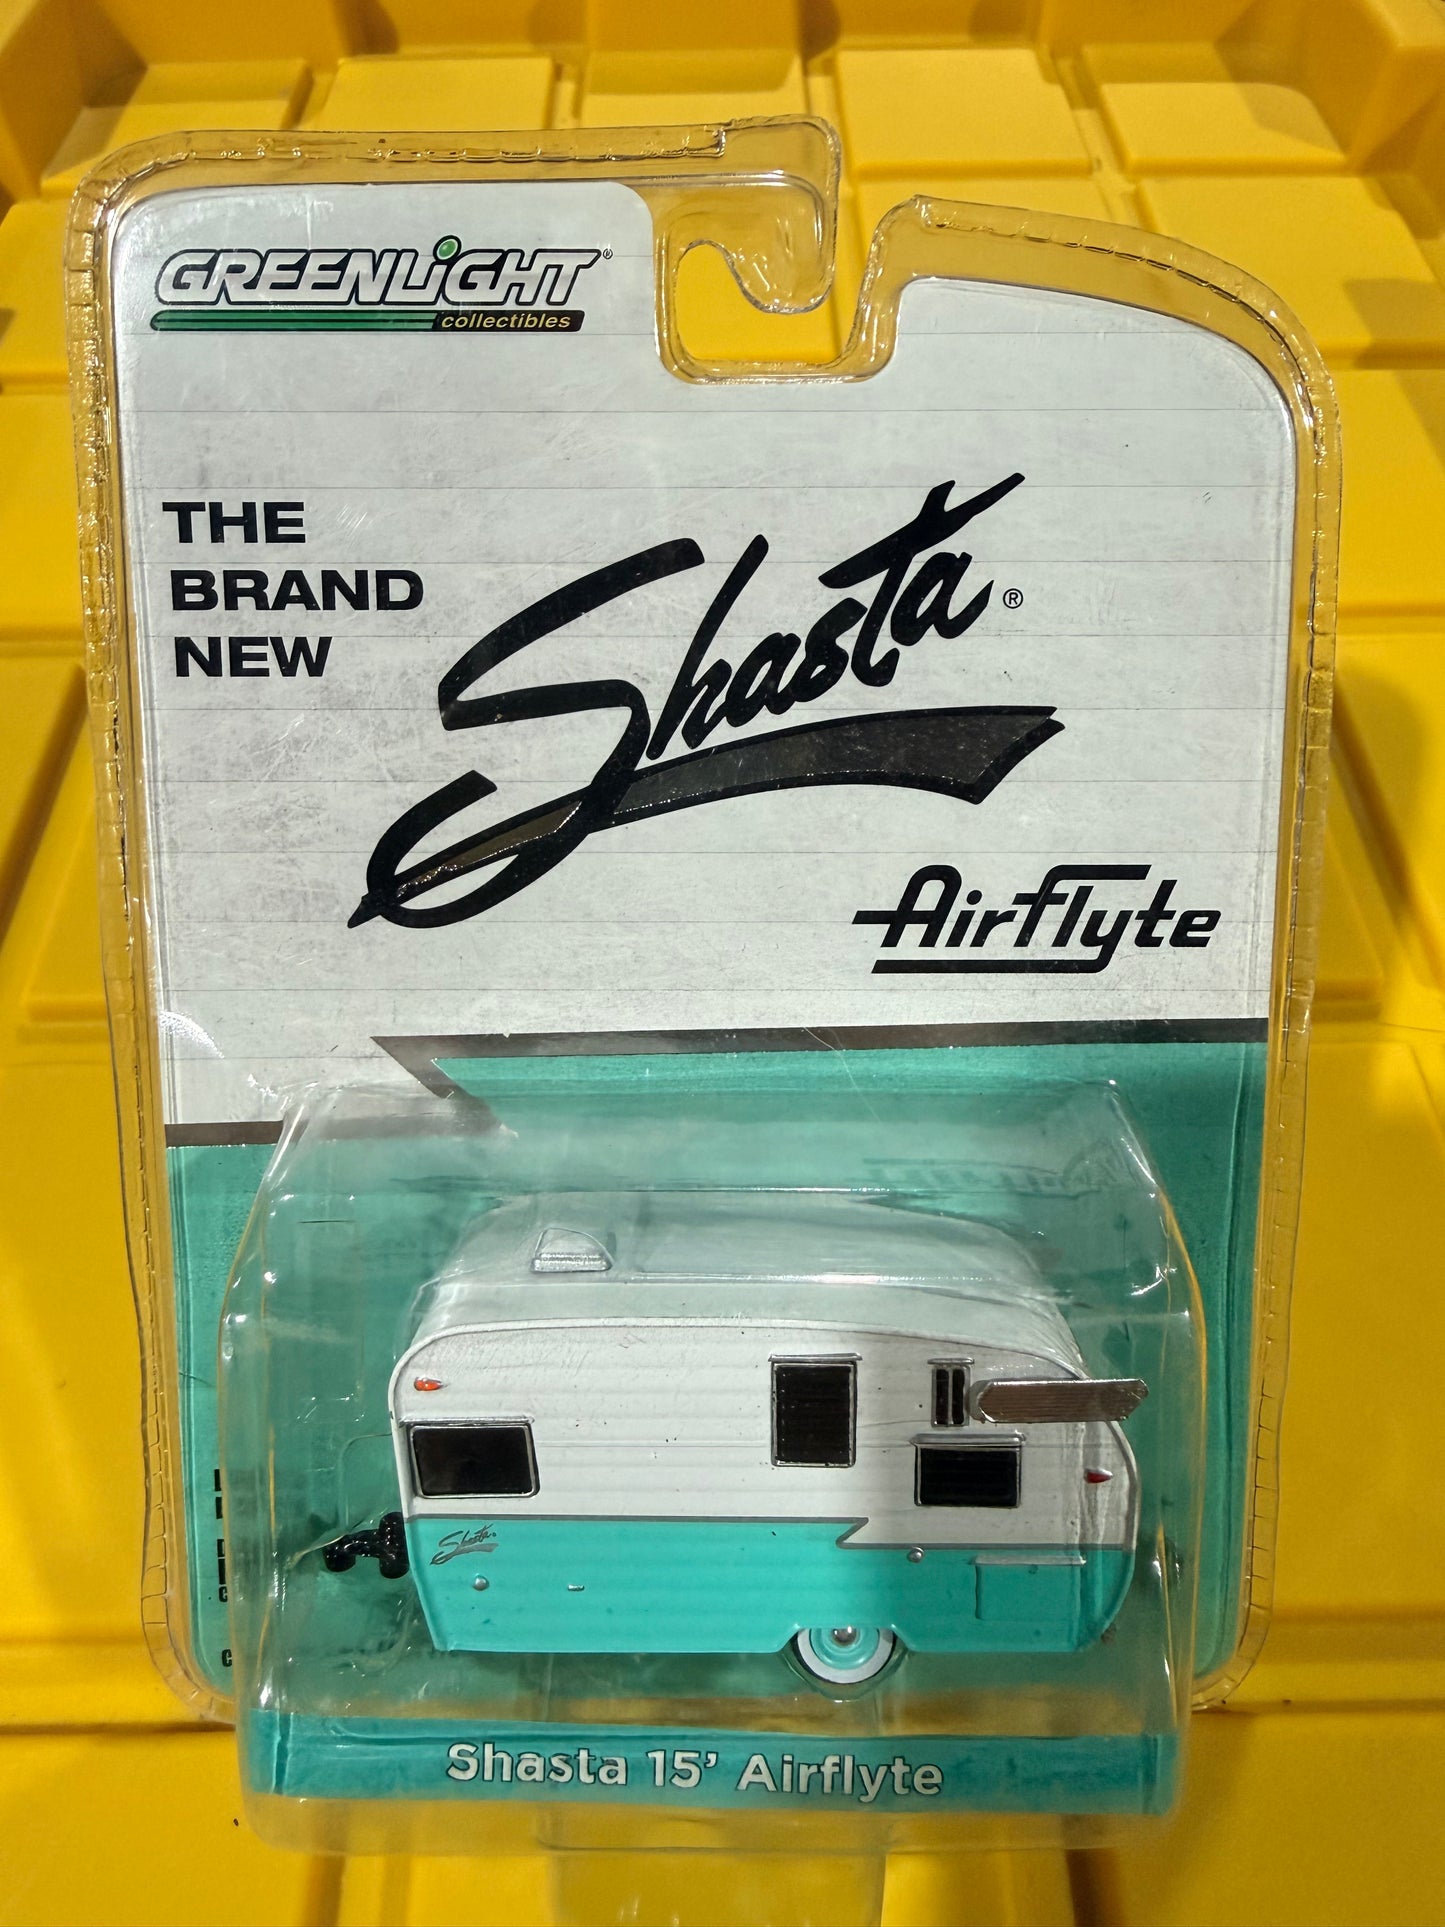 GREENLIGHT®
collectibles
THE
BRAND
NEW
Shasta®
Airflyte
Shasta
Shasta 15’ Airflyte